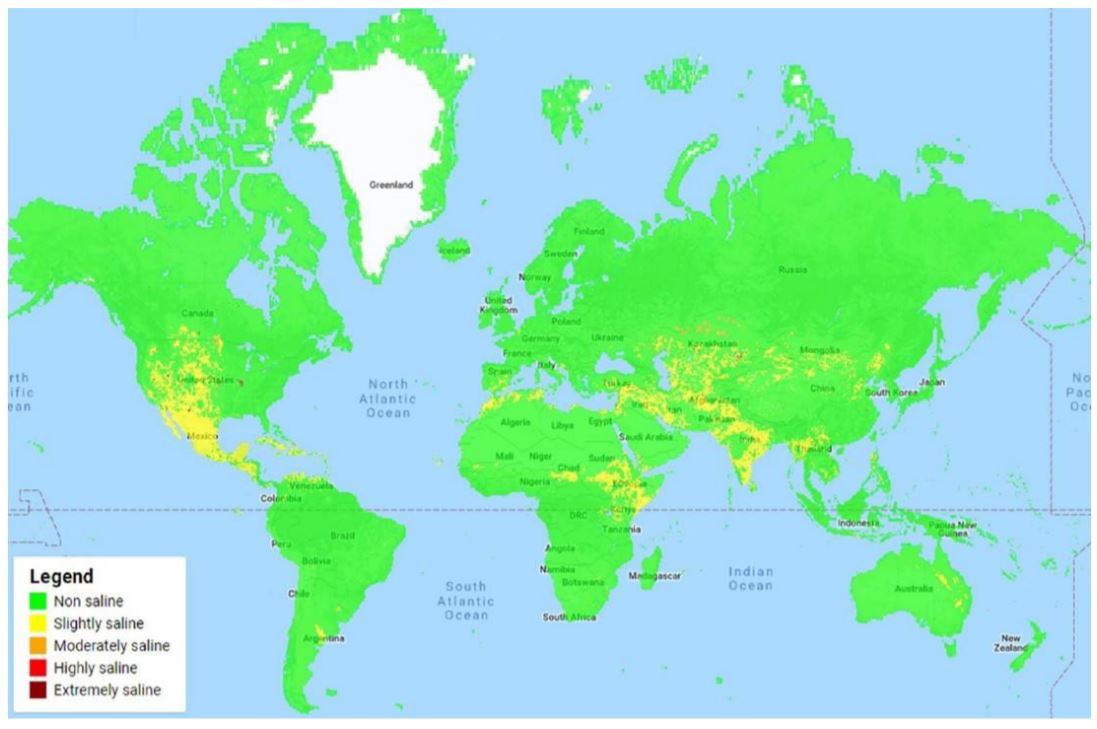 Greenland
Iceland
Finland
Sweden
Norway
Russia
United
Kingdom
Canada
Poland
Germany
Ukraine
France
Italy
Kazakhstan
Mongolia
Spain
Turkey
United States
North
Atlantic
Ocean
rth
ific
ean
China
Japan
South Korea
No
Pac
Oce
Afghanistan
Iraq
Iran
Pakistan
Algeria
Libya
Egypt
Saudi Arabia
India
Thailand
Mexico
Mali
Niger
Chad
Sudan
Nigeria
Ethiopia
Venezuela
Colombia
DRC
Kenya
Tanzania
Indonesia
Papua New
Guinea
Peru
Brazil
Bolivia
Angola
Namibia
Botswana
Madagascar
Indian
Ocean
Chile
South
Atlantic
Ocean
South Africa
Australia
Argentina
New
Zealand
Legend
Non saline
Slightly saline
Moderately saline
Highly saline
Extremely saline